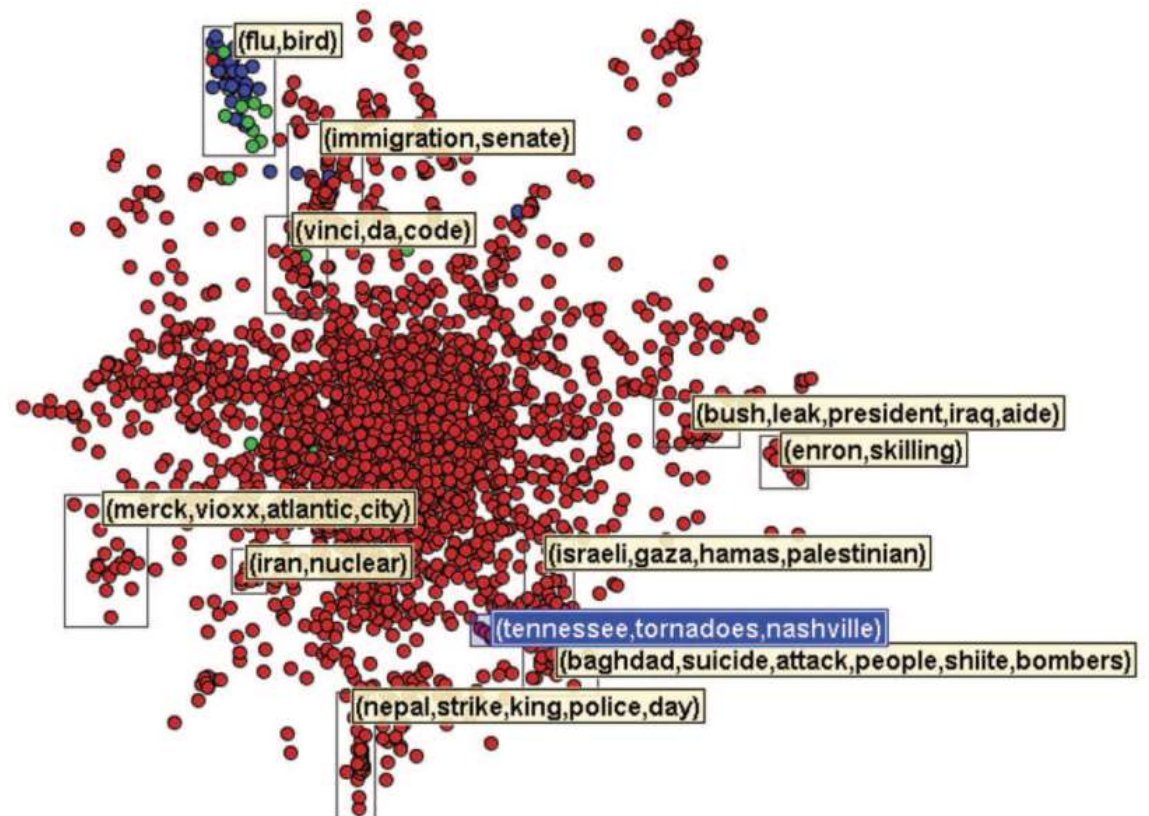 (flu,bird)
(immigration,senate)
(vinci,da,code)
(bush,leak,president,iraq,aide)
(enron,skilling)
(merck,vioxx,atlantic,city)
(israeli,gaza,hamas,palestinian)
(iran,nuclear)
(tennessee,tornadoes,nashville)
(baghdad,suicide,attack,people,shiite,bombers)
(nepal,strike,king,police,day)